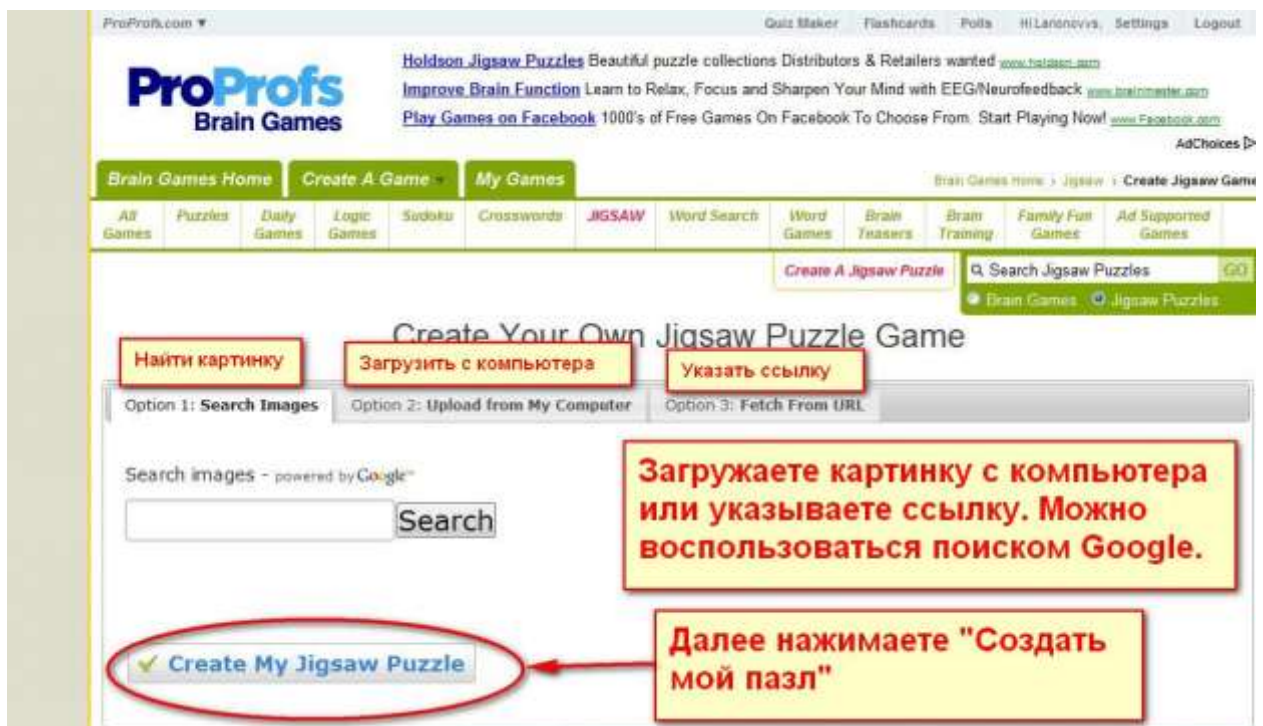 ProProfs.com ▼ Quiz Maker Flashcards Polls Hi Settings Logout
ProProfs
Brain Games
Holdson Jigsaw Puzzles Beautiful puzzle collections Distributors & Retailers wanted www.holdson.com
Improve Brain Function Learn to Relax, Focus and Sharpen Your Mind with EEG/Neurofeedback www.brainmaster.com
Play Games on Facebook 1000's of Free Games On Facebook To Choose From. Start Playing Now! www.Facebook.com
AdChoices
Brain Games Home Create A Game My Games Brain Games Home › Jigsaw › Create Jigsaw Game
All Games Puzzles Daily Games Logic Games Sudoku Crosswords JIGSAW Word Search Word Games Brain Teasers Brain Training Family Fun Games Ad Supported Games
Create A Jigsaw Puzzle Search Jigsaw Puzzles GO
Brain Games Jigsaw Puzzles
Create Your Own Jigsaw Puzzle Game
Найти картинку Загрузить с компьютера Указать ссылку
Option 1: Search Images Option 2: Upload from My Computer Option 3: Fetch From URL
Search images - powered by Google™
Search
Загружаете картинку с компьютера
или указываете ссылку. Можно
воспользоваться поиском Google.
Create My Jigsaw Puzzle
Далее нажимаете "Создать
мой пазл"